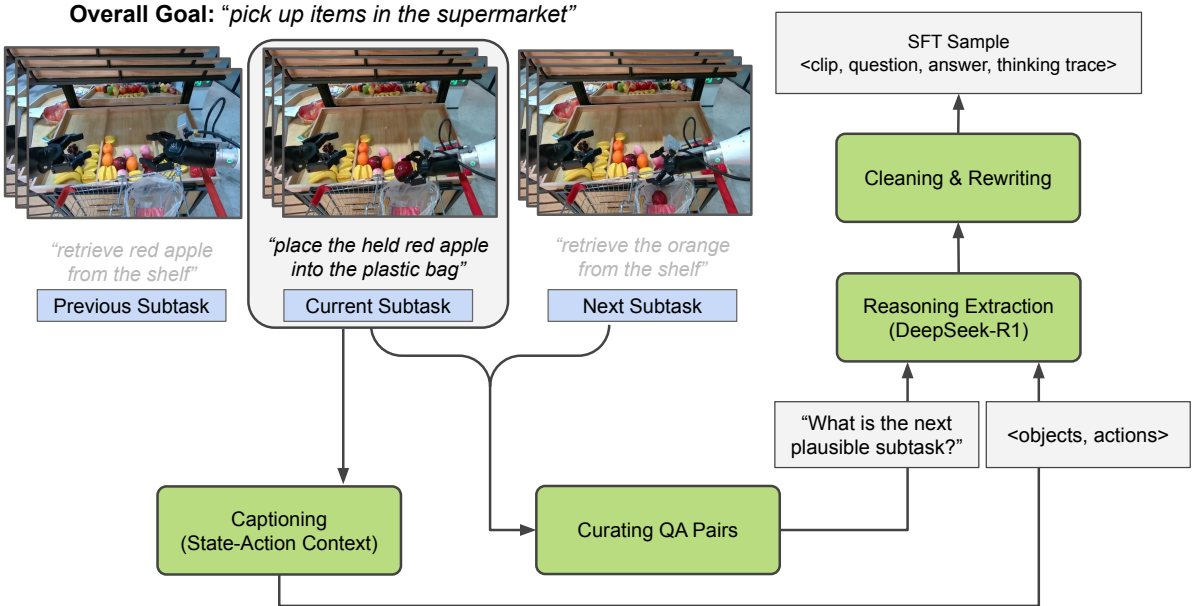 Overall Goal: “pick up items in the supermarket”
“retrieve red apple
from the shelf”
Previous Subtask
“place the held red apple
into the plastic bag”
Current Subtask
“retrieve the orange
from the shelf”
Next Subtask
SFT Sample
<clip, question, answer, thinking trace>
Cleaning & Rewriting
Reasoning Extraction
(DeepSeek-R1)
“What is the next
plausible subtask?”
<objects, actions>
Captioning
(State-Action Context)
Curating QA Pairs